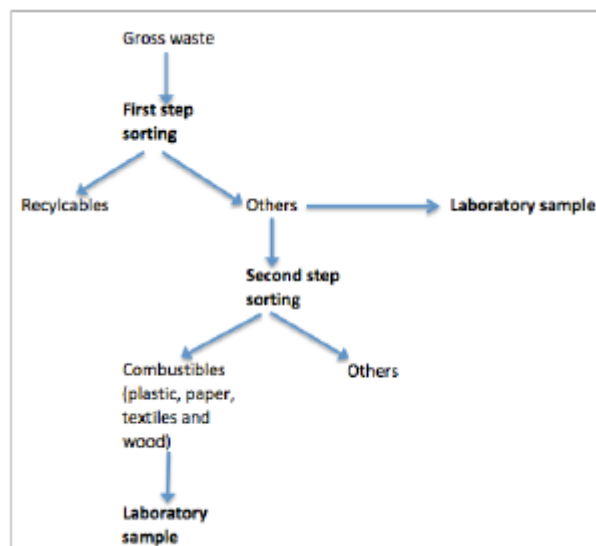 Gross waste
First step
sorting
Recylcables
Others
Laboratory sample
Second step
sorting
Combustibles
(plastic, paper,
textiles and
wood)
Others
Laboratory
sample